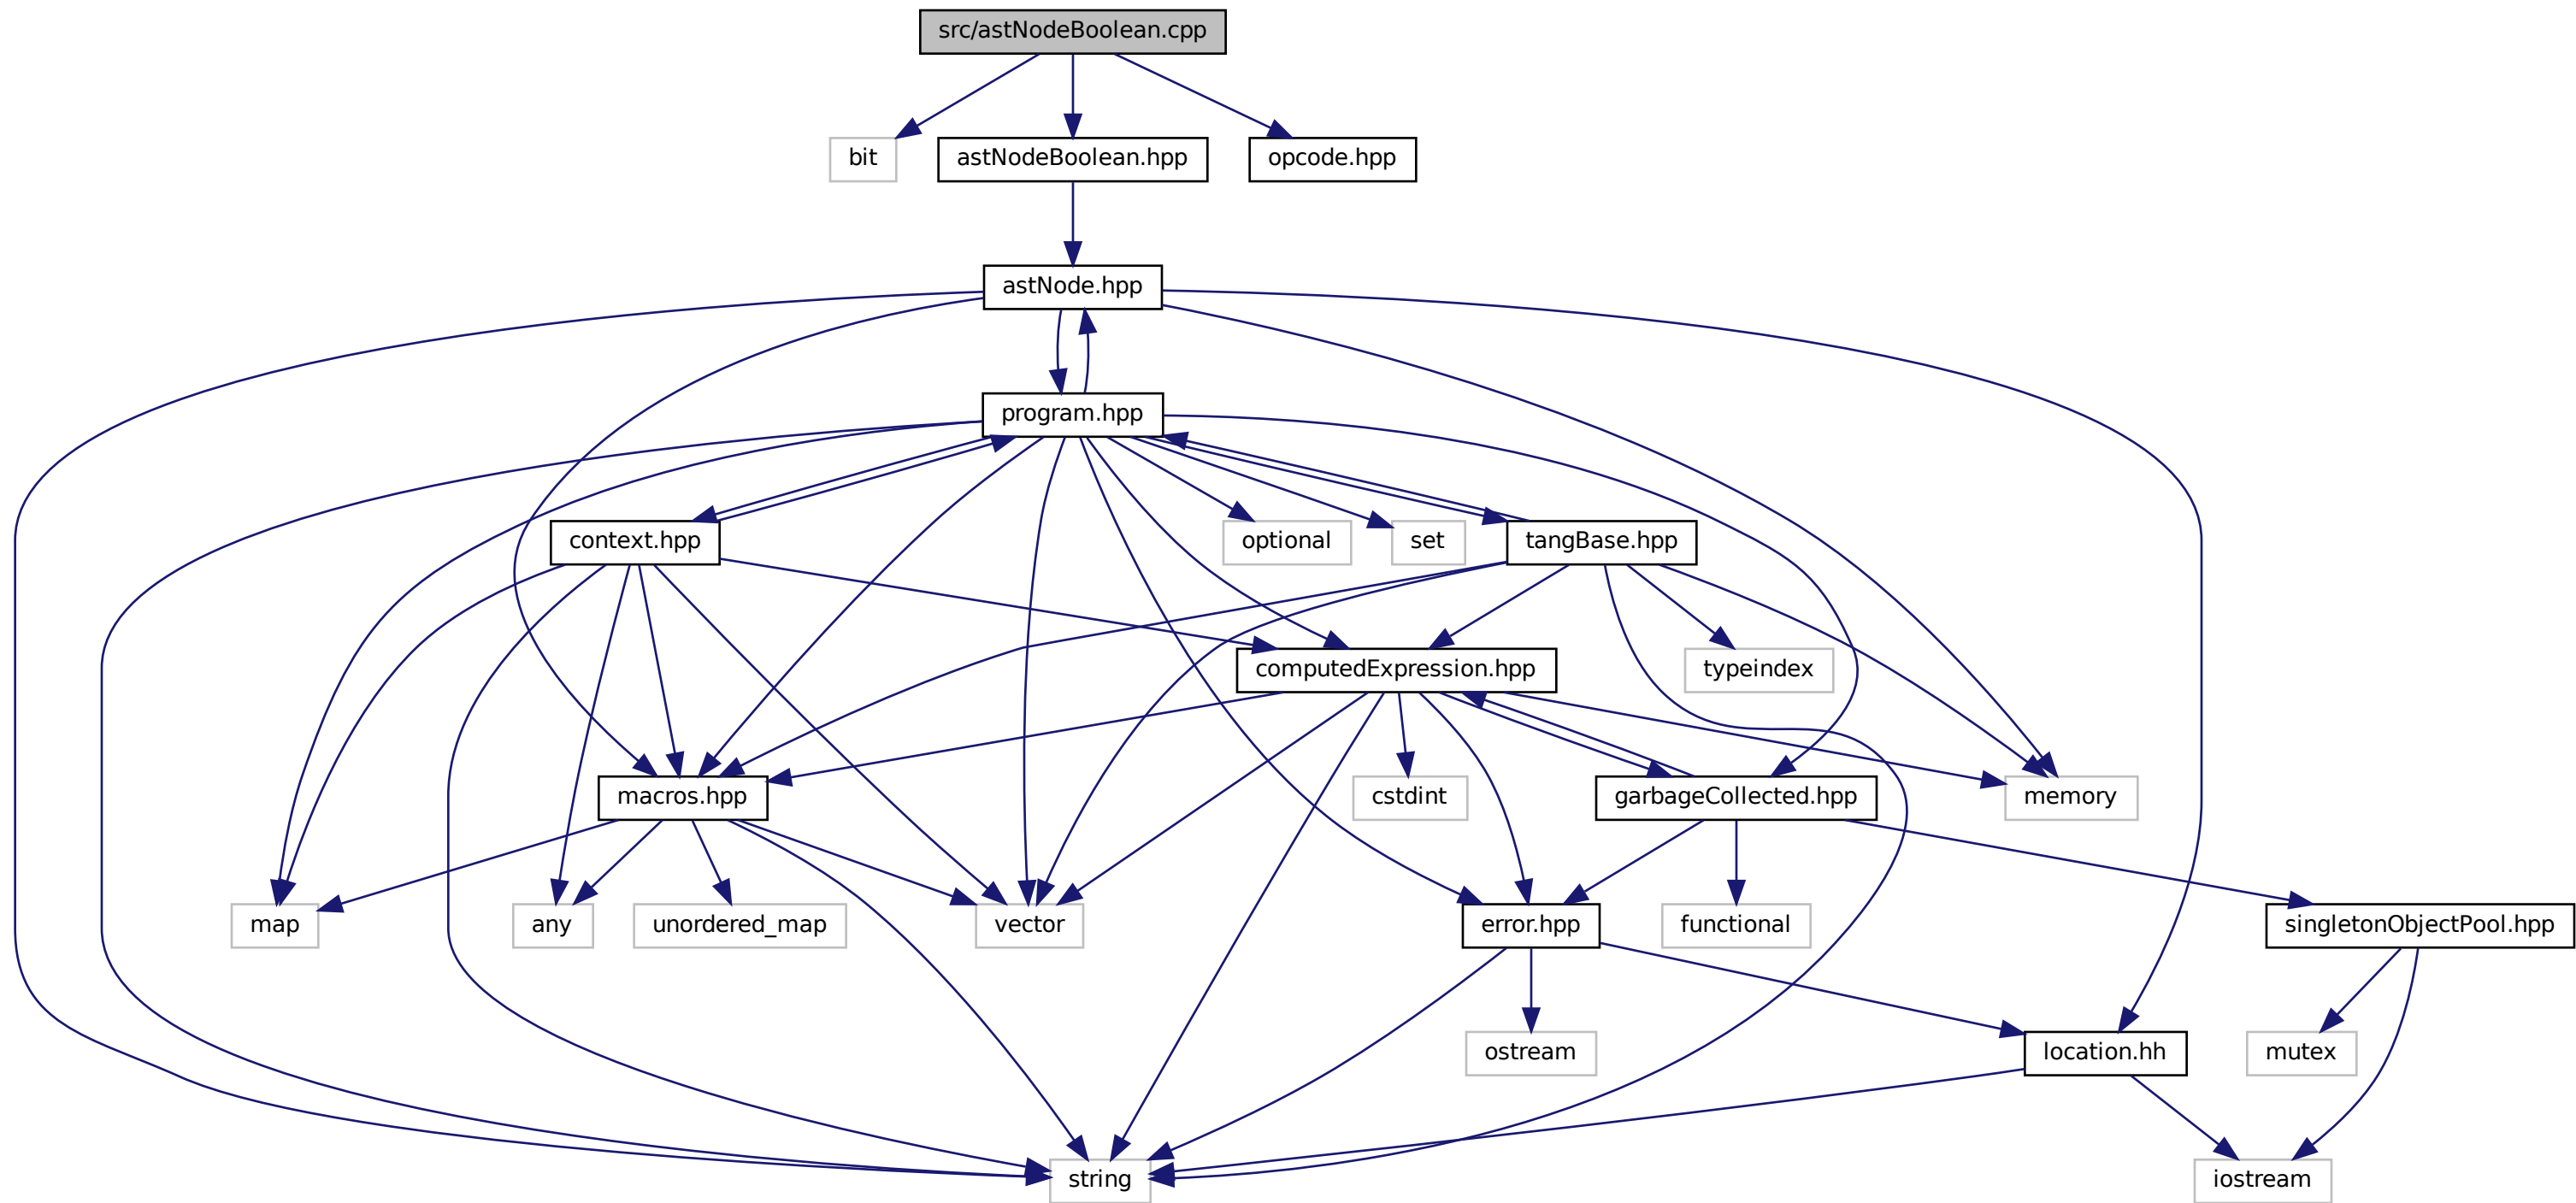 src/astNodeBoolean.cpp
bit
astNodeBoolean.hpp
opcode.hpp
astNode.hpp
program.hpp
context.hpp
optional
set
tangBase.hpp
computedExpression.hpp
typeindex
macros.hpp
cstdint
garbageCollected.hpp
memory
map
any
unordered_map
vector
error.hpp
functional
singletonObjectPool.hpp
ostream
location.hh
mutex
string
iostream